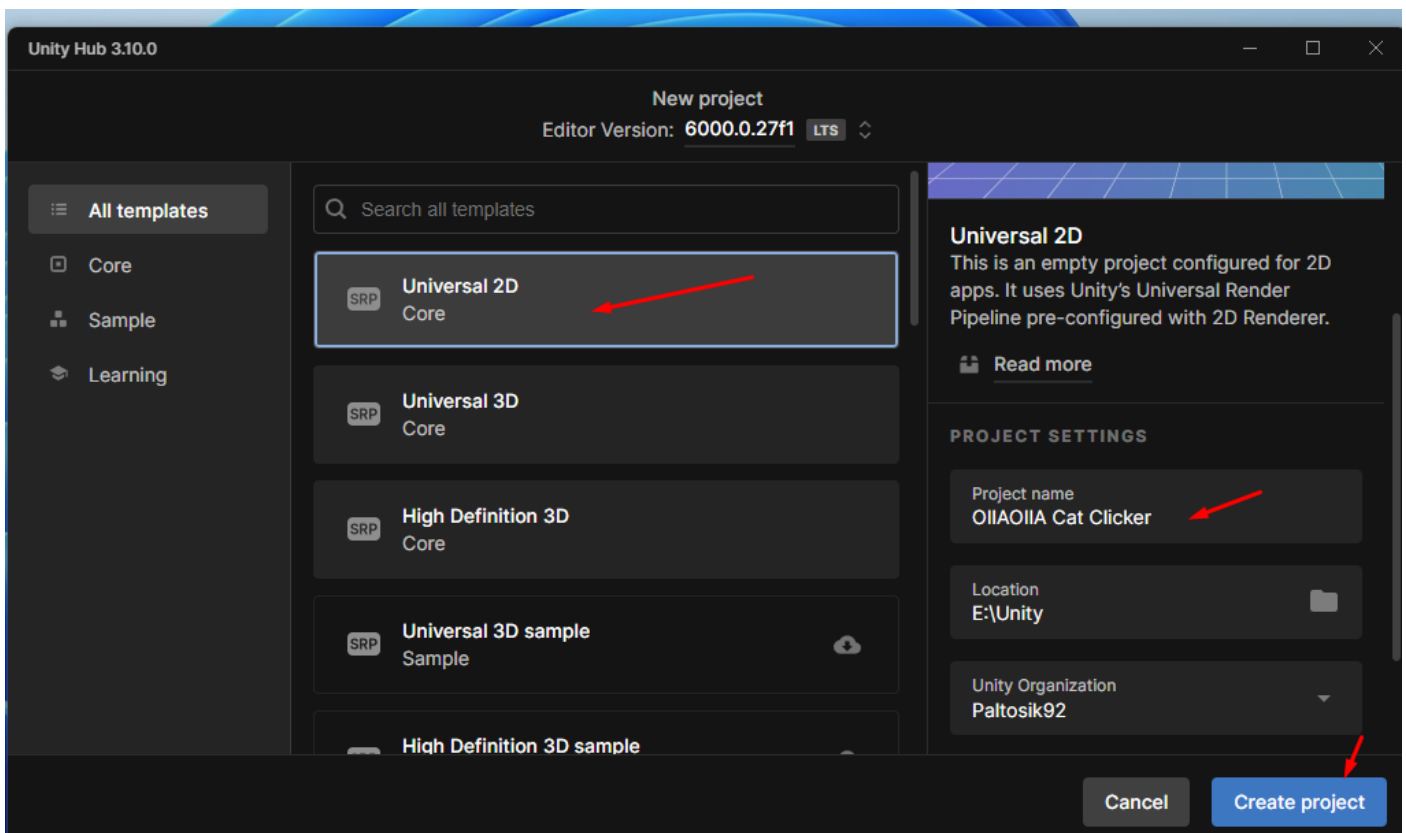 Unity Hub 3.10.0
New project
Editor Version: 6000.0.27f1 LTS
All templates
Core
Sample
Learning
Search all templates
SRP
Universal 2D
Core
SRP
Universal 3D
Core
SRP
High Definition 3D
Core
SRP
Universal 3D sample
Sample
High Definition 3D sample
Universal 2D
This is an empty project configured for 2D
apps. It uses Unity's Universal Render
Pipeline pre-configured with 2D Renderer.
Read more
PROJECT SETTINGS
Project name
OIIAOIIA Cat Clicker
Location
E:\Unity
Unity Organization
Paltosik92
Cancel
Create project